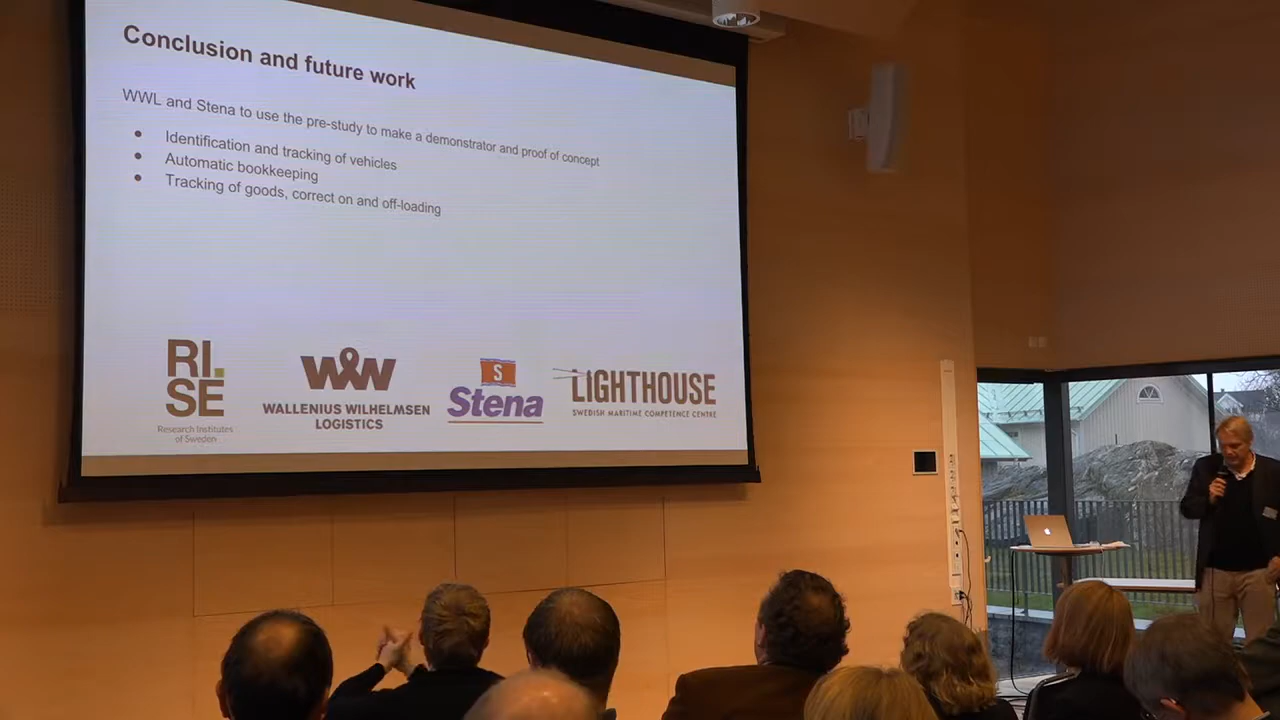 Conclusion and future work
WWL and Stena to use the pre-study to make a demonstrator and proof of concept
● Identification and tracking of vehicles
● Automatic bookkeeping
● Tracking of goods, correct on and off-loading
RI.
SE
Research Institutes
of Sweden
W&W
WALLENIUS WILHELMSEN
LOGISTICS
S
Stena
LIGHTHOUSE
SWEDISH MARITIME COMPETENCE CENTRE